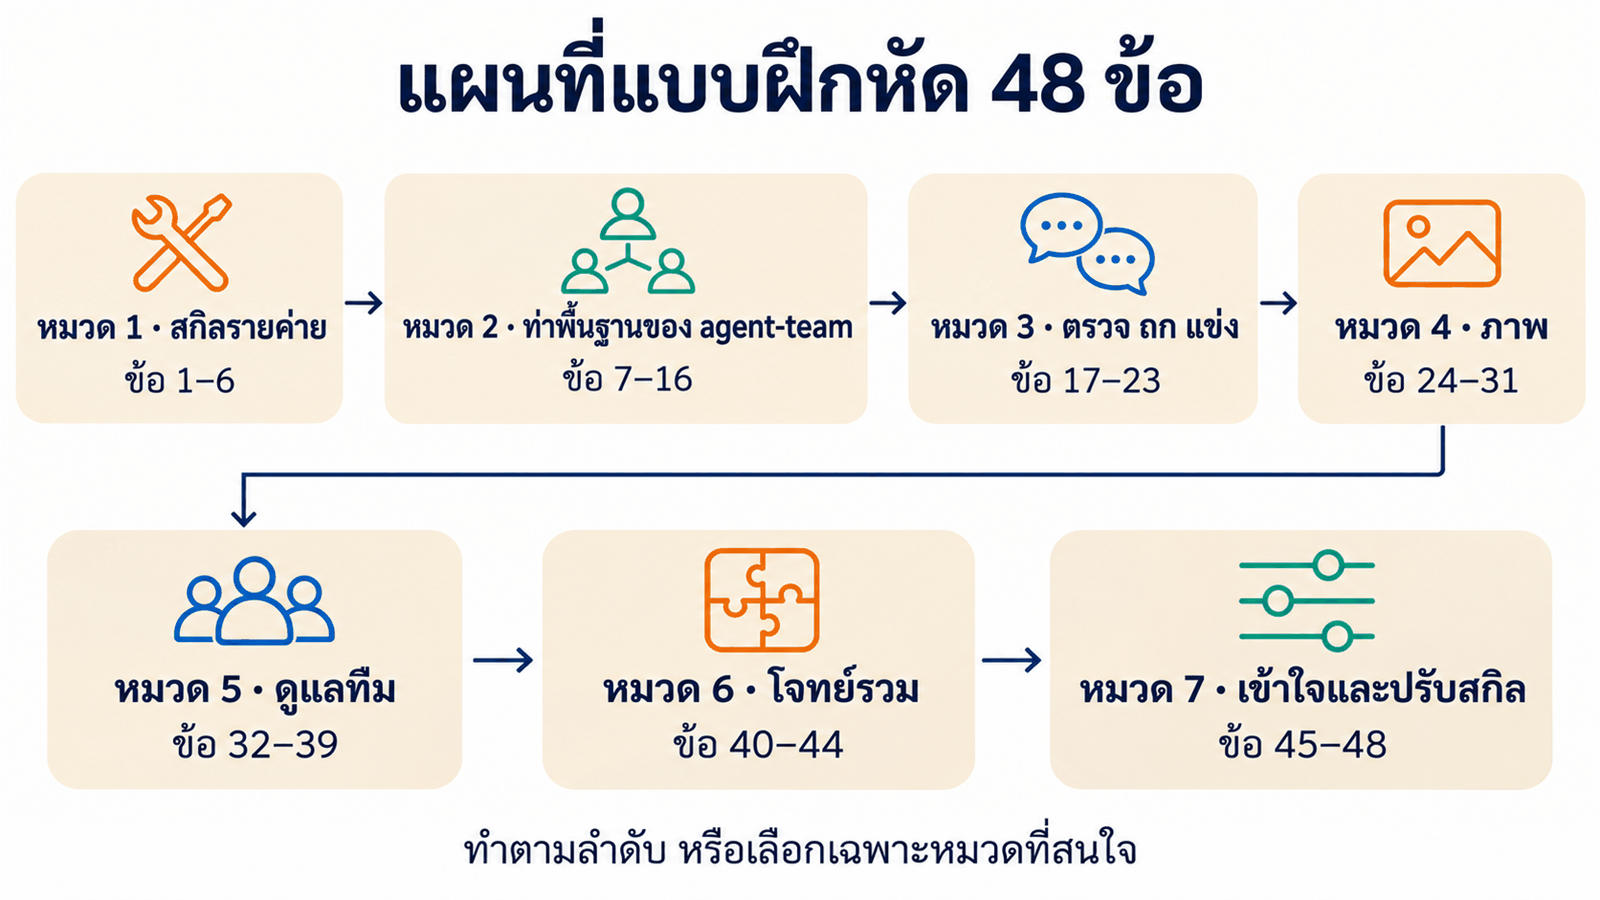 แผนที่แบบฝึกหัด 48 ข้อ
หมวด 1 · สกิลรายค่าย
ข้อ 1–6
หมวด 2 · ท่าพื้นฐานของ agent-team
ข้อ 7–16
หมวด 3 · ตรวจ ถก แข่ง
ข้อ 17–23
หมวด 4 · ภาพ
ข้อ 24–31
หมวด 5 · ดูแลทีม
ข้อ 32–39
หมวด 6 · โจทย์รวม
ข้อ 40–44
หมวด 7 · เข้าใจและปรับสกิล
ข้อ 45–48
ทำตามลำดับ หรือเลือกเฉพาะหมวดที่สนใจ